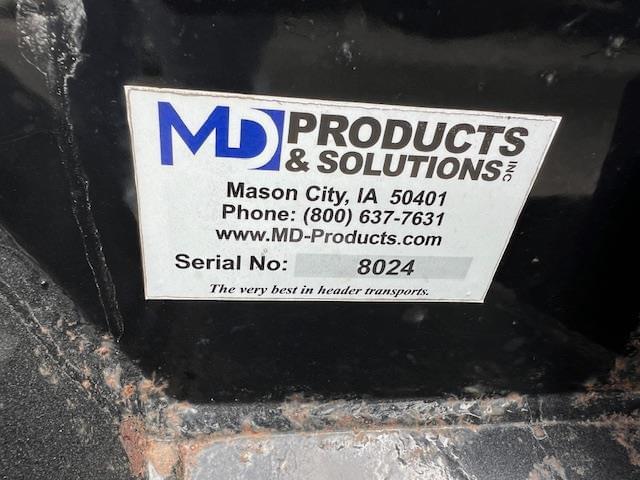 MD PRODUCTS
& SOLUTIONS INC
Mason City, IA 50401
Phone: (800) 637-7631
www.MD-Products.com
Serial No: 8024
The very best in header transports.